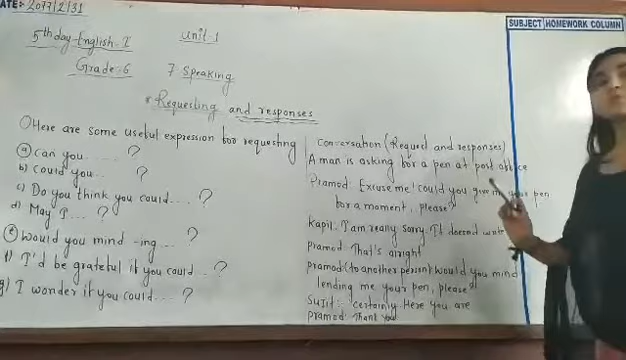 ATE:- 2077/2/31
SUBJECT HOMEWORK COLUMN
5th day-English. I
Unit 1
Grade-6
7 Speaking
* Requesting and responses
Here are some useful expression for requesting
a) Can you ..... ?
b) Could you ... ?
c) Do you think you could.... ?
d) May I... ?
e) Would you mind -ing... ?
f) I'd be grateful if you could... ?
g) I wonder if you could.... ?
Conversation (Request and responses)
A man is asking for a pen at post office
Pramod: Excuse me! Could you give me your pen
for a moment, please?
Kapil: I am really sorry. It doesn't
Pramod: That's alright
Pramod (to another person) would you mind
lending me your pen, please?
Sujit: Certainly. Here you are
Pramod: Thank you